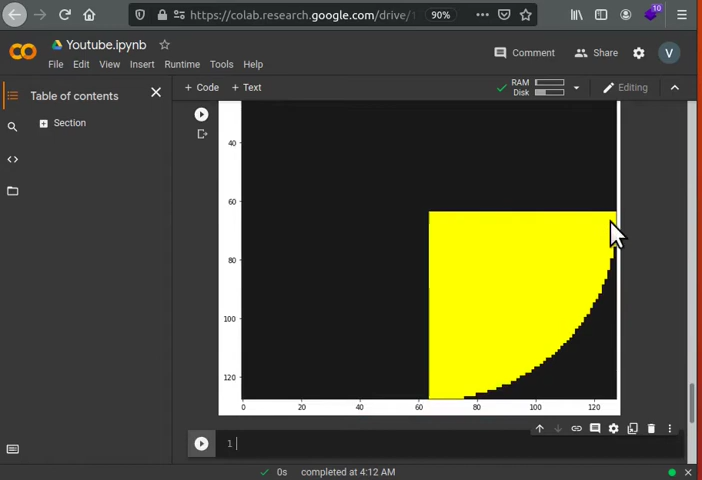 https://colab.research.google.com/drive/1
90%
10
Youtube.ipynb
File Edit View Insert Runtime Tools Help
Comment
Share
V
Table of contents
+ Code
+ Text
RAM
Disk
Editing
Section
40
60
80
100
120
0 20 40 60 80 100 120
1
0s completed at 4:12 AM